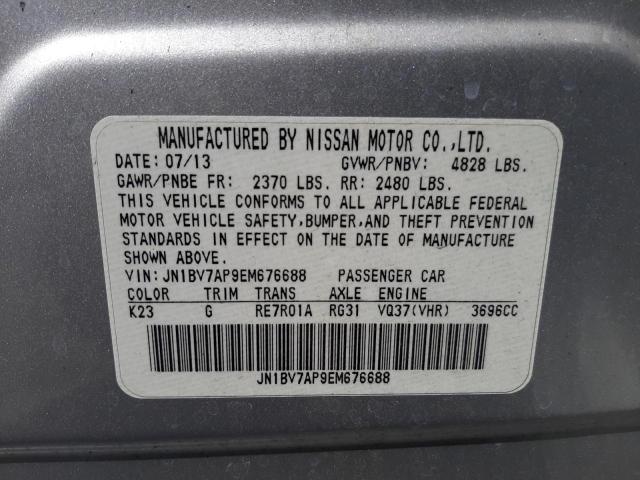 MANUFACTURED BY NISSAN MOTOR CO.,LTD.
DATE: 07/13 GVWR/PNBV: 4828 LBS.
GAWR/PNBE FR: 2370 LBS. RR: 2480 LBS.
THIS VEHICLE CONFORMS TO ALL APPLICABLE FEDERAL
MOTOR VEHICLE SAFETY,BUMPER,AND THEFT PREVENTION
STANDARDS IN EFFECT ON THE DATE OF MANUFACTURE
SHOWN ABOVE.
VIN: JN1BV7AP9EM676688 PASSENGER CAR
COLOR TRIM TRANS AXLE ENGINE
K23 G RE7R01A RG31 VQ37(VHR) 3696CC
JN1BV7AP9EM676688